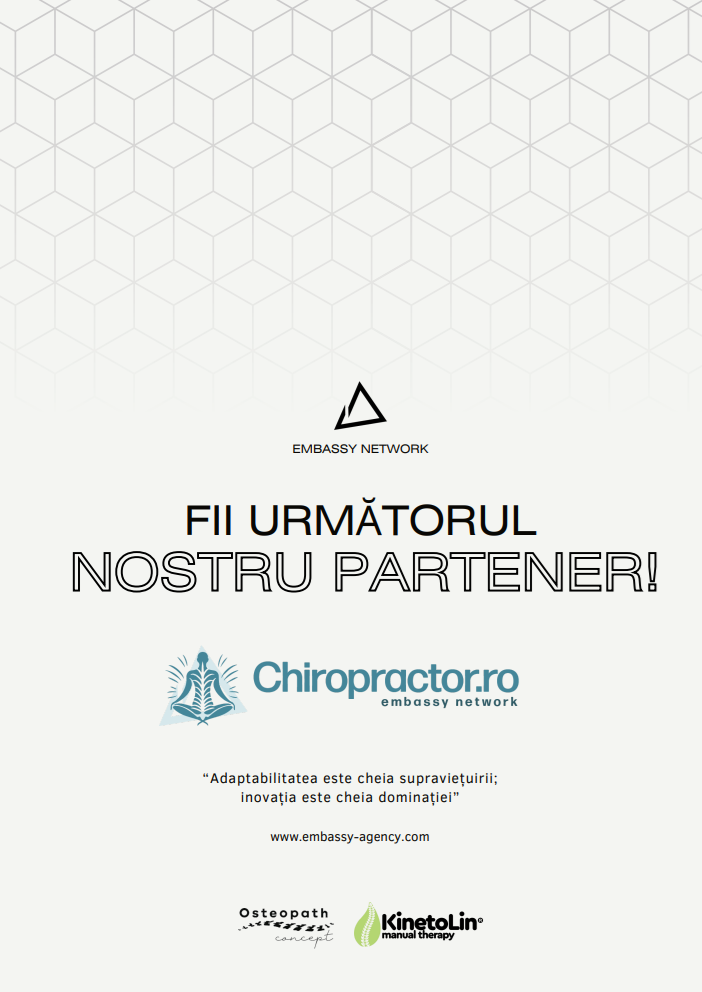 EMBASSY NETWORK
FII URMĂTORUL
NOSTRU PARTENER!
Chiropractor.ro
embassy network
“Adaptabilitatea este cheia supraviețuirii;
inovația este cheia dominației”
www.embassy-agency.com
Osteopath
concept
KinetoLin®
manual therapy